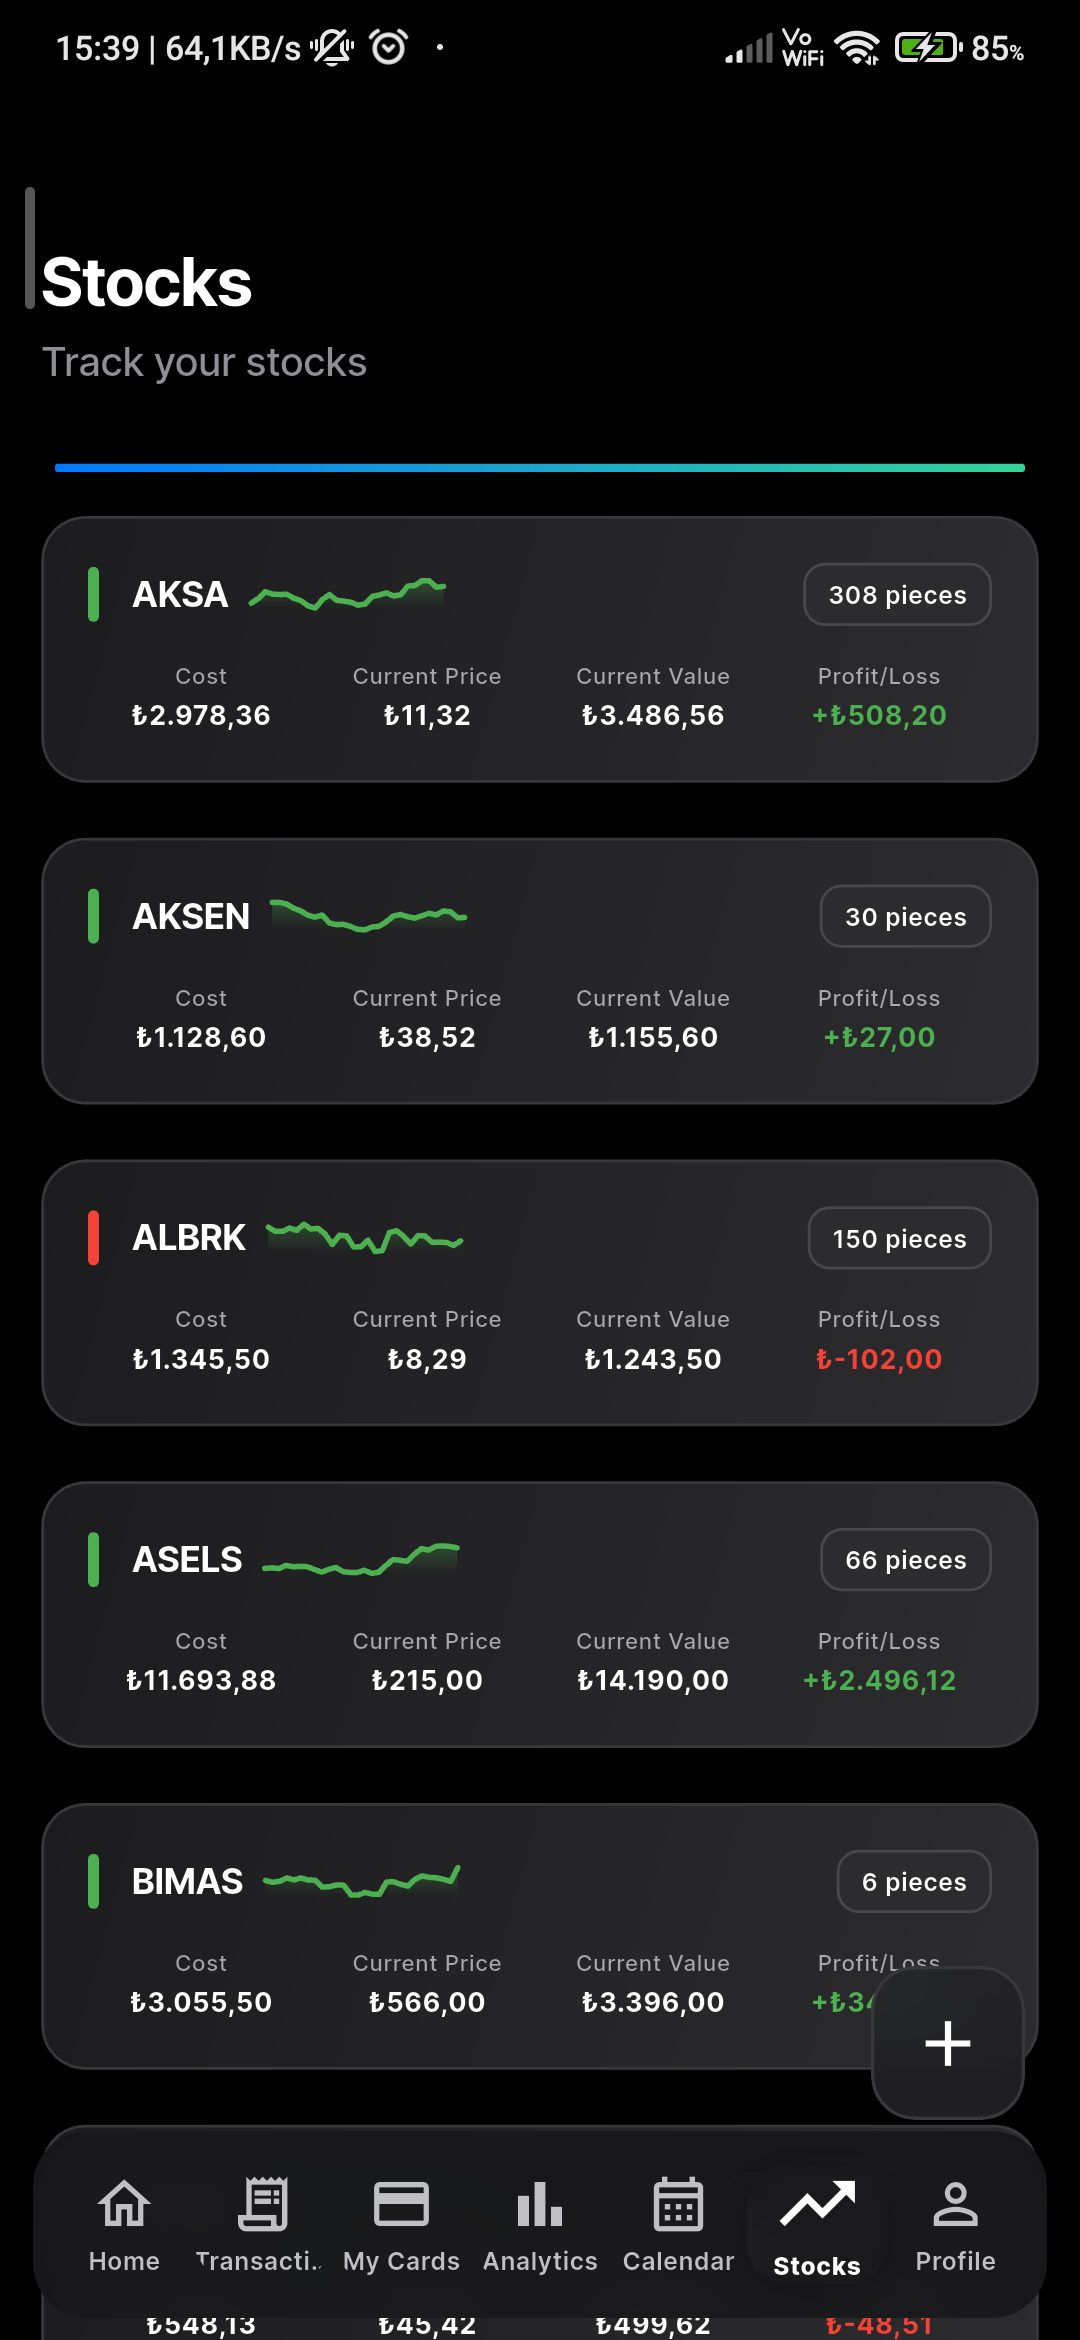 15:39 | 64,1KB/s Vo WiFi 85%
Stocks
Track your stocks
AKSA 308 pieces
Cost Current Price Current Value Profit/Loss
₺2.978,36 ₺11,32 ₺3.486,56 +₺508,20
AKSEN 30 pieces
Cost Current Price Current Value Profit/Loss
₺1.128,60 ₺38,52 ₺1.155,60 +₺27,00
ALBRK 150 pieces
Cost Current Price Current Value Profit/Loss
₺1.345,50 ₺8,29 ₺1.243,50 ₺-102,00
ASELS 66 pieces
Cost Current Price Current Value Profit/Loss
₺11.693,88 ₺215,00 ₺14.190,00 +₺2.496,12
BIMAS 6 pieces
Cost Current Price Current Value Profit/Loss
₺3.055,50 ₺566,00 ₺3.396,00
Home Transacti.. My Cards Analytics Calendar Stocks Profile
₺548,13 ₺45,42 ₺499,62 ₺-48,51